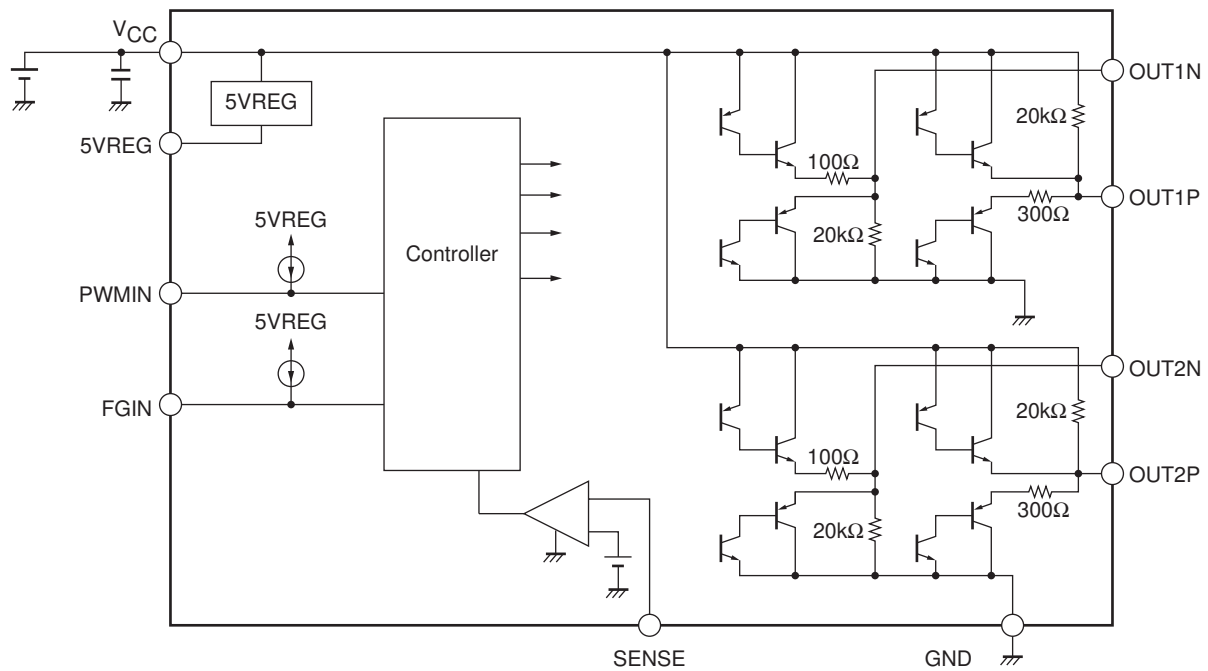 VCC
5VREG
5VREG
5VREG
PWMIN
5VREG
FGIN
Controller
SENSE
GND
OUT1N
20kΩ
100Ω
OUT1P
300Ω
20kΩ
OUT2N
20kΩ
100Ω
OUT2P
300Ω
20kΩ